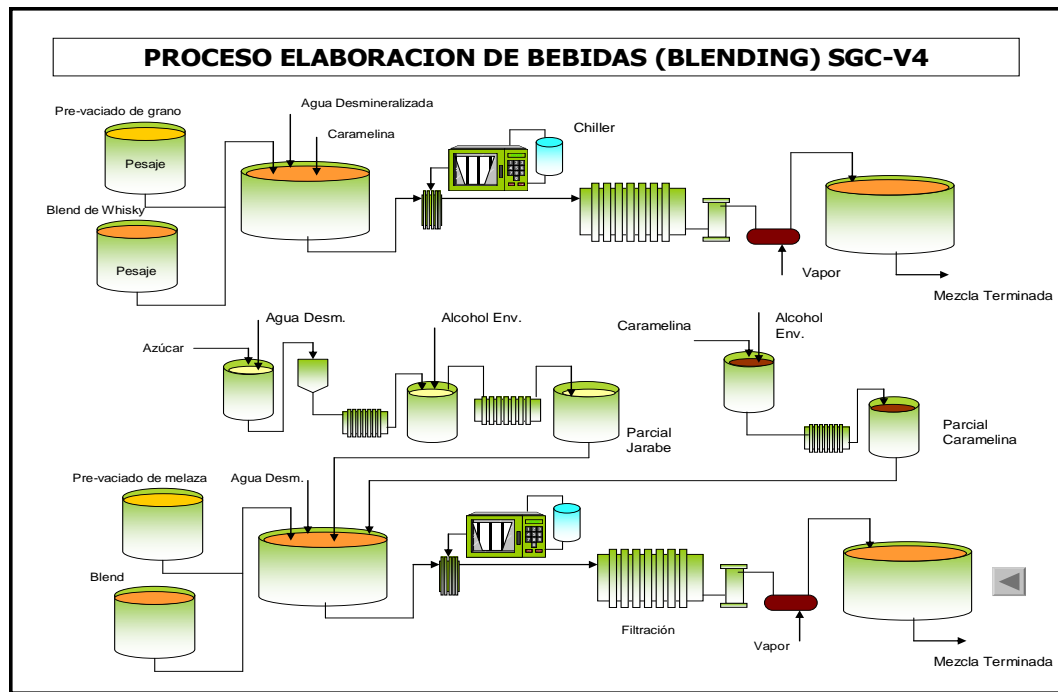 PROCESO ELABORACION DE BEBIDAS (BLENDING) SGC-V4
Agua Desmineralizada
Pre-vaciado de grano
Caramelina
Chiller
Pesaje
Blend de Whisky
Pesaje
Vapor
Mezcla Terminada
Agua Desm.
Alcohol Env.
Caramelina
Alcohol
Env.
Azúcar
Parcial
Jarabe
Parcial
Caramelina
Pre-vaciado de melaza
Agua Desm.
Blend
Filtración
Vapor
Mezcla Terminada